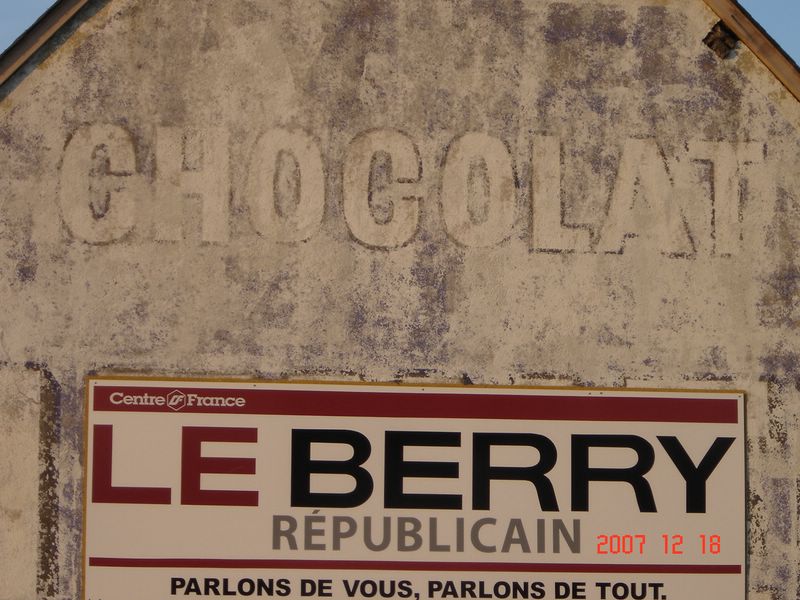 CHOCOLAT
Centre France
LE BERRY
RÉPUBLICAIN
2007 12 18
PARLONS DE VOUS, PARLONS DE TOUT.